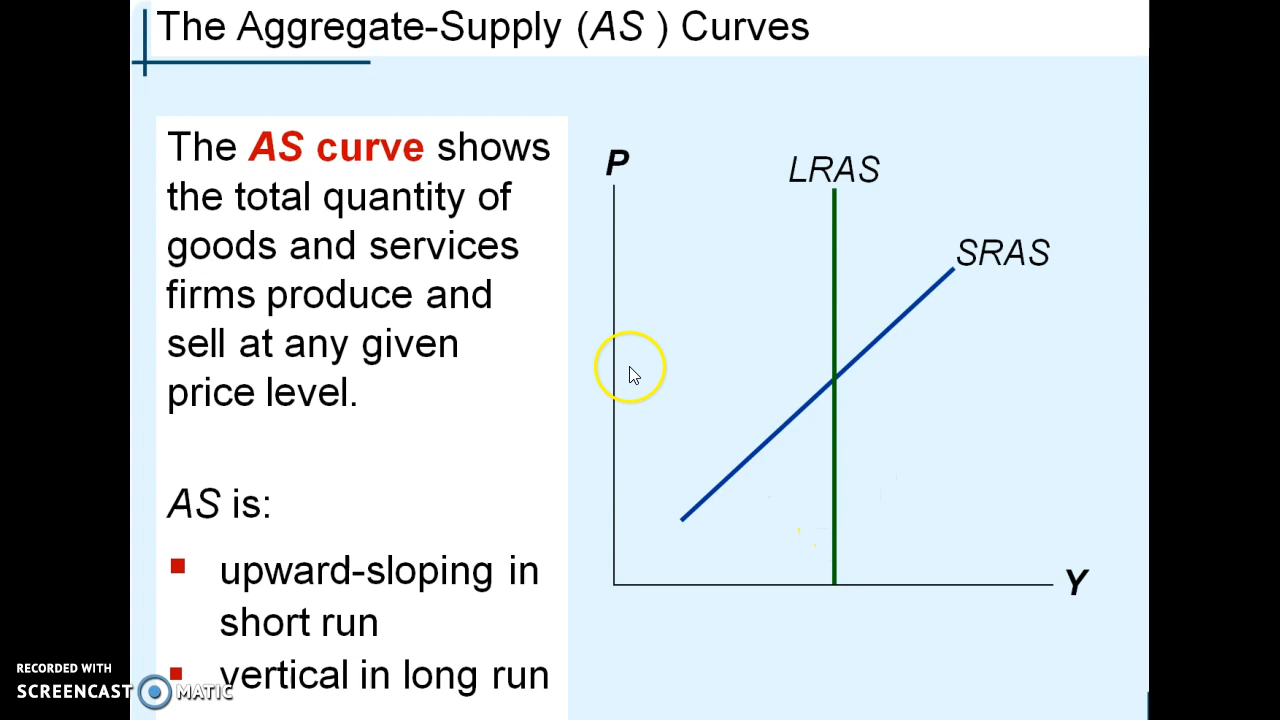 The Aggregate-Supply (AS ) Curves
The AS curve shows
the total quantity of
goods and services
firms produce and
sell at any given
price level.
AS is:
▪ upward-sloping in
short run
▪ vertical in long run
P
LRAS
SRAS
Y
RECORDED WITH
SCREENCAST MATIC